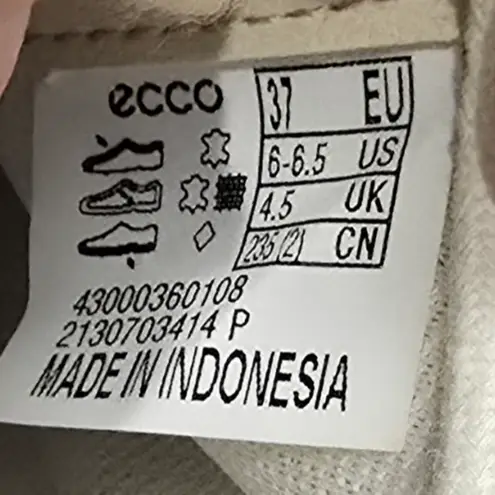 ecco
37 EU
6-6.5 US
4.5 UK
235 (2) CN
43000360108
2130703414 P
MADE IN INDONESIA